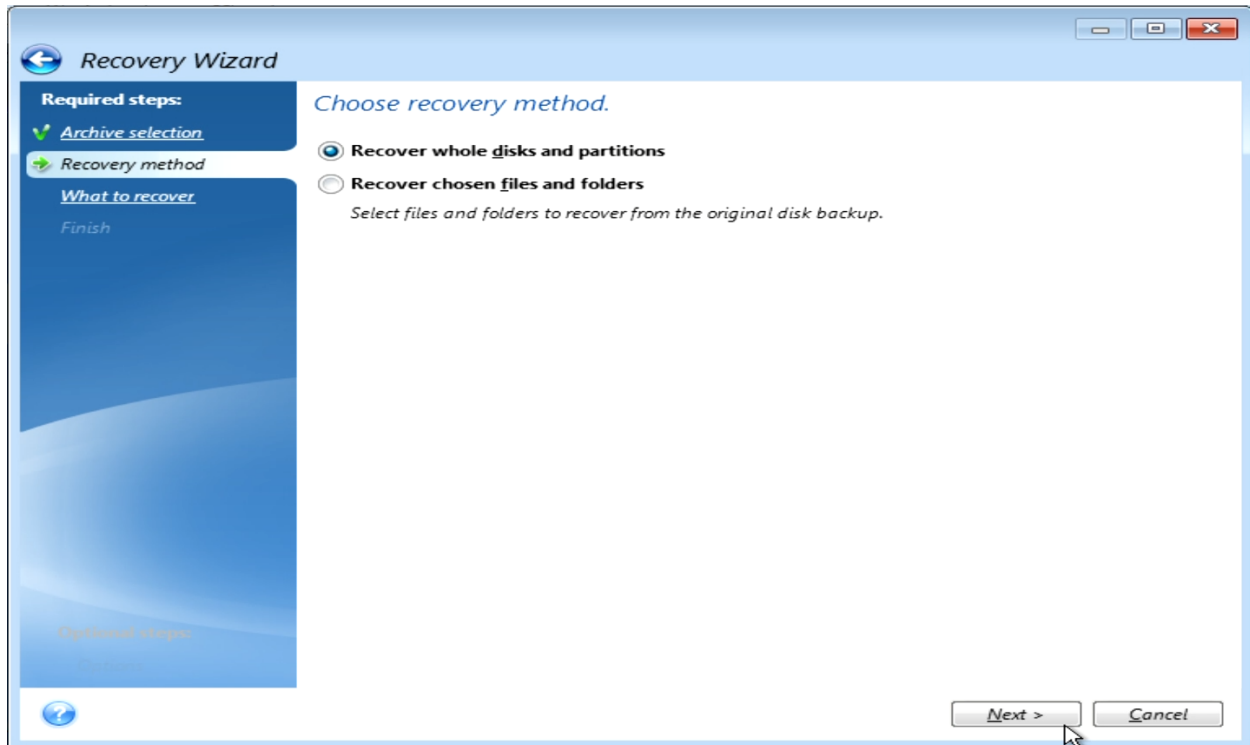 Recovery Wizard
Required steps:
Archive selection
Recovery method
What to recover
Finish
Optional steps:
Choose recovery method.
Recover whole disks and partitions
Recover chosen files and folders
Select files and folders to recover from the original disk backup.
Next >
Cancel